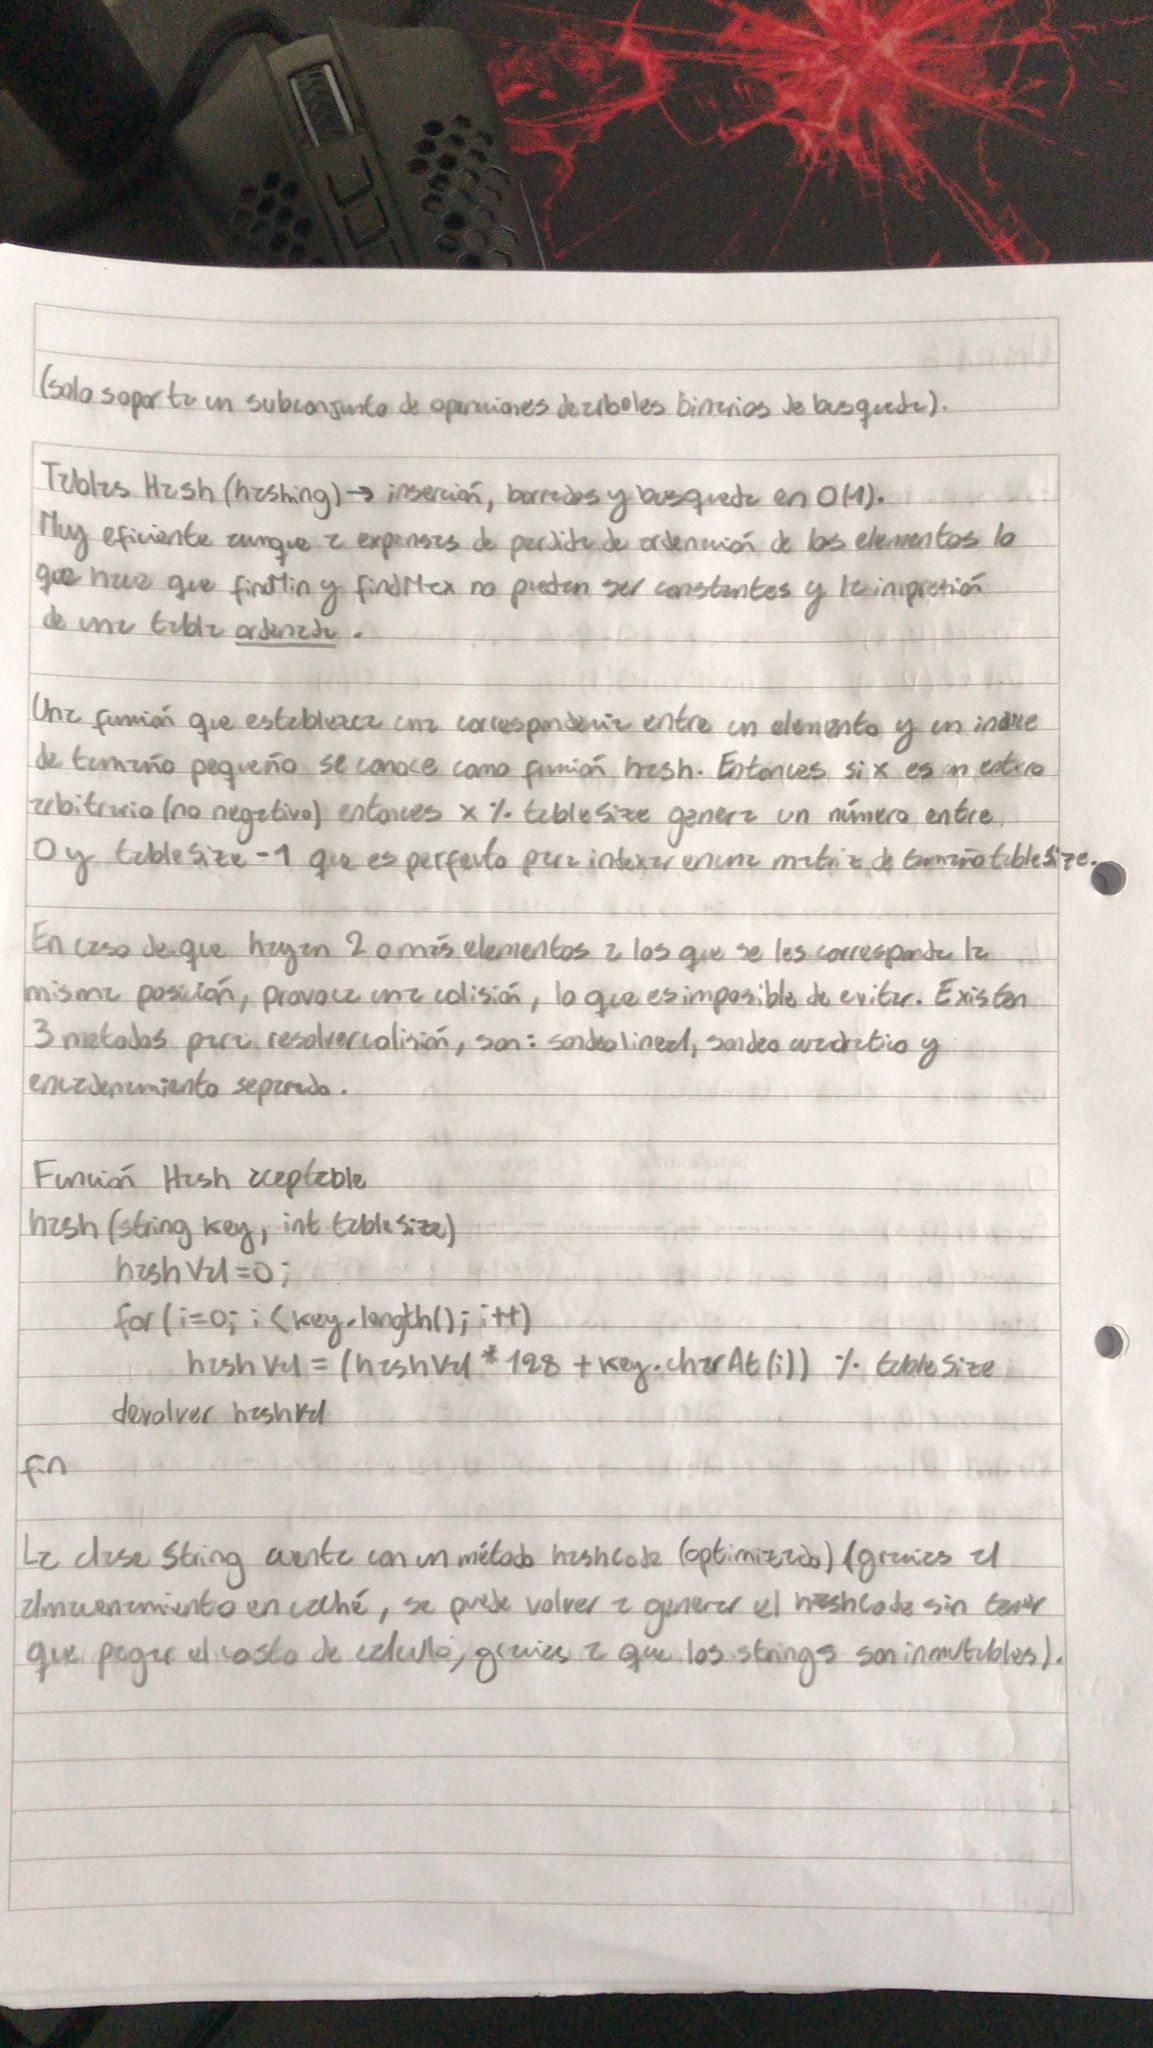 (solo soporta un subconjunto de operaciones de arboles binarios de busqueda).
Tablas Hash (hashing) → inserción, borrados y busqueda en O(1).
Muy eficiente aunque a expensas de perdida de ordenación de los elementos lo
que hace que findMin y findMax no puedan ser constantes y la impresión
de una tabla ordenada.
Una función que establezca una correspondencia entre un elemento y un indice
de tamaño pequeño se conoce como función hash. Entonces si x es un entero
arbitrario (no negativo) entonces x % tableSize genera un número entre
0 y tableSize -1 que es perfecto para indexar en una matriz de tamaño tableSize.
En caso de que hayan 2 o más elementos a los que se les corresponda la
misma posición, provoca una colisión, lo que es imposible de evitar. Existen
3 metodos para resolver colisión, son: sondeo lineal, sondeo cuadratico y
encadenamiento separado.
Función Hash aceptable
hash (string key, int tableSize)
hashVal=0;
for(i=0; i<key.length(); i++)
hashVal = (hashVal * 128 + key.charAt(i)) % tableSize
devolver hashVal
fin
La clase String cuenta con un método hashCode (optimizado) (gracias al
almacenamiento en caché, se puede volver a generar el hashCode sin tener
que pagar el costo de calculo, gracias a que los strings son inmutables).